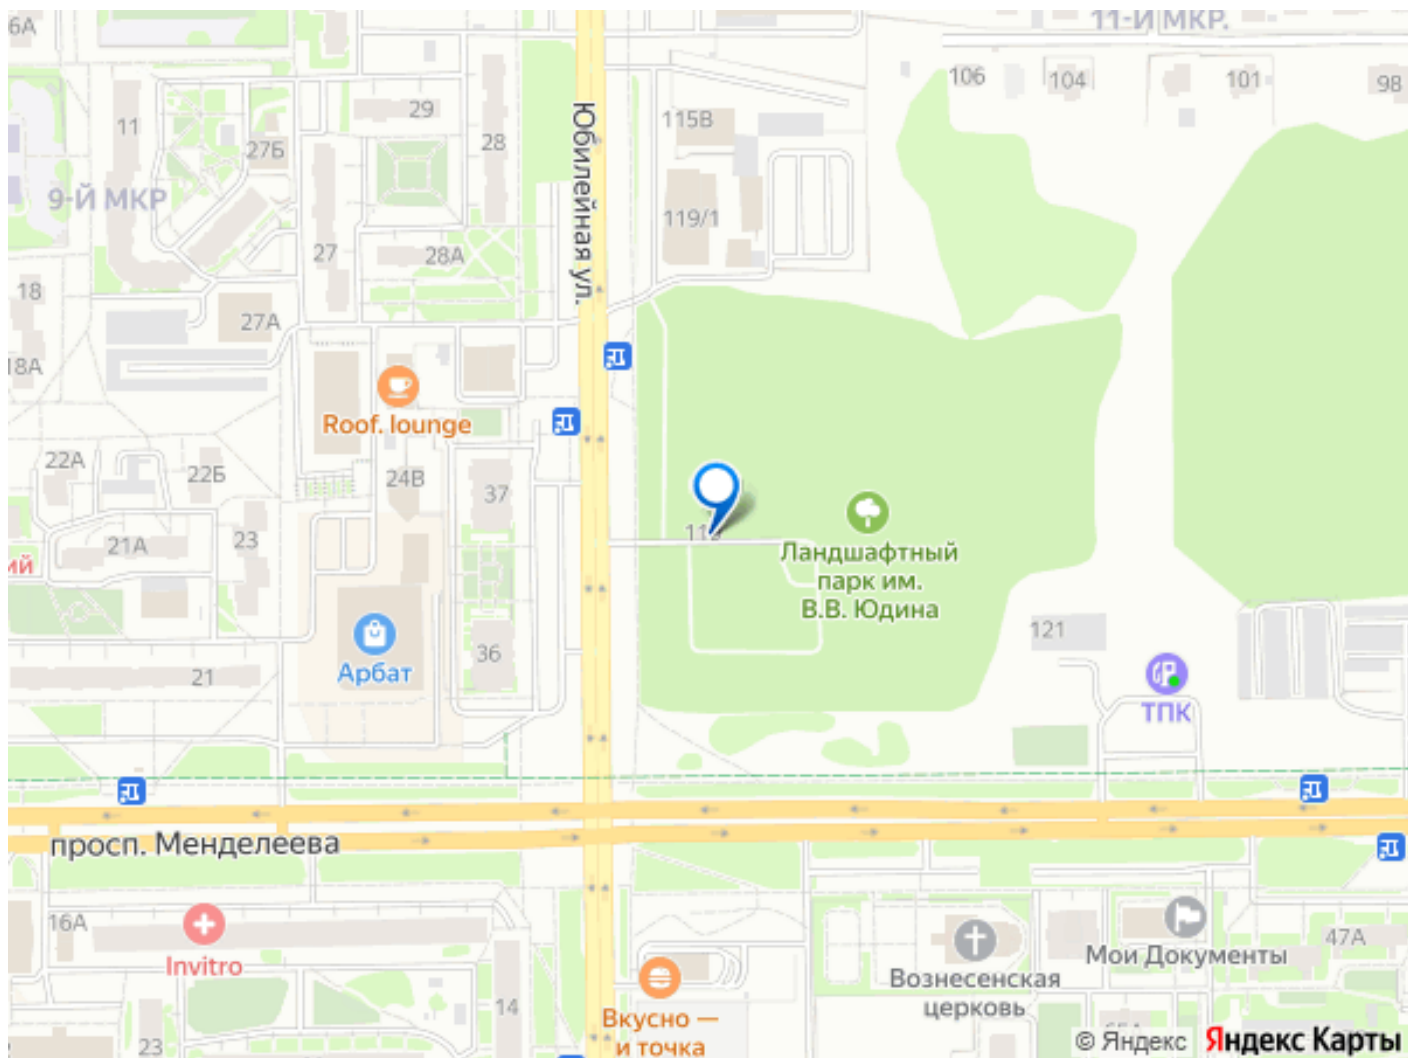 11-Й МКР.
6А
106
104
101
98
29
115В
11
28
27Б
Юбилейная ул.
9-Й МКР
119/1
27
28А
18
27А
18А
Roof. lounge
22А
22Б
24В
37
21А
23
ий
Ландшафтный
парк им.
В.В. Юдина
121
36
Арбат
21
ТПК
просп. Менделеева
16А
Invitro
47А
Мои Документы
Вознесенская
церковь
14
Вкусно —
и точка
23
© Яндекс Яндекс Карты